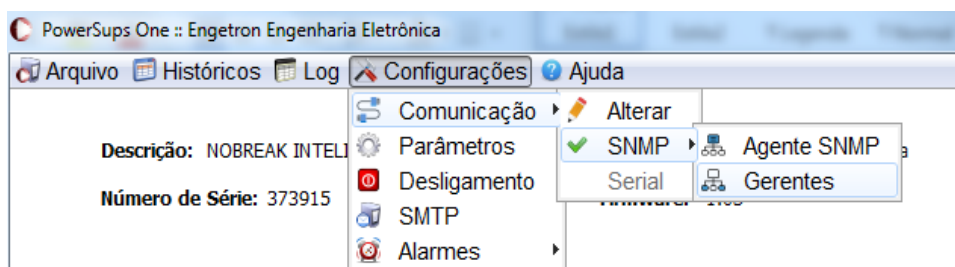 PowerSups One :: Engetron Engenharia Eletrônica
Arquivo Históricos Log Configurações Ajuda
Comunicação Alterar
Descrição: NOBREAK INTELI Parâmetros SNMP Agente SNMP a
Desligamento Serial Gerentes
Número de Série: 373915
SMTP
Alarmes